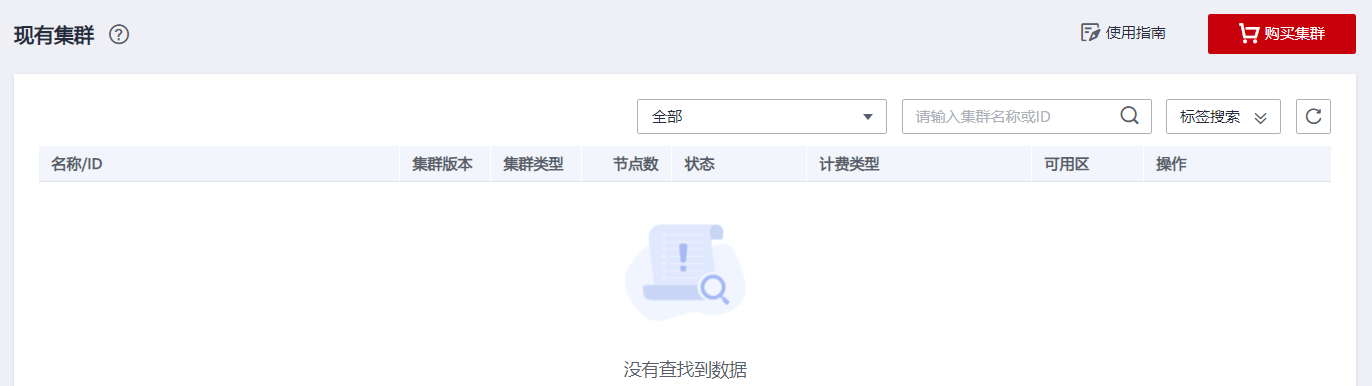 现有集群 ?
使用指南
购买集群
全部
请输入集群名称或ID
标签搜索
名称/ID 集群版本 集群类型 节点数 状态 计费类型 可用区 操作
没有查找到数据